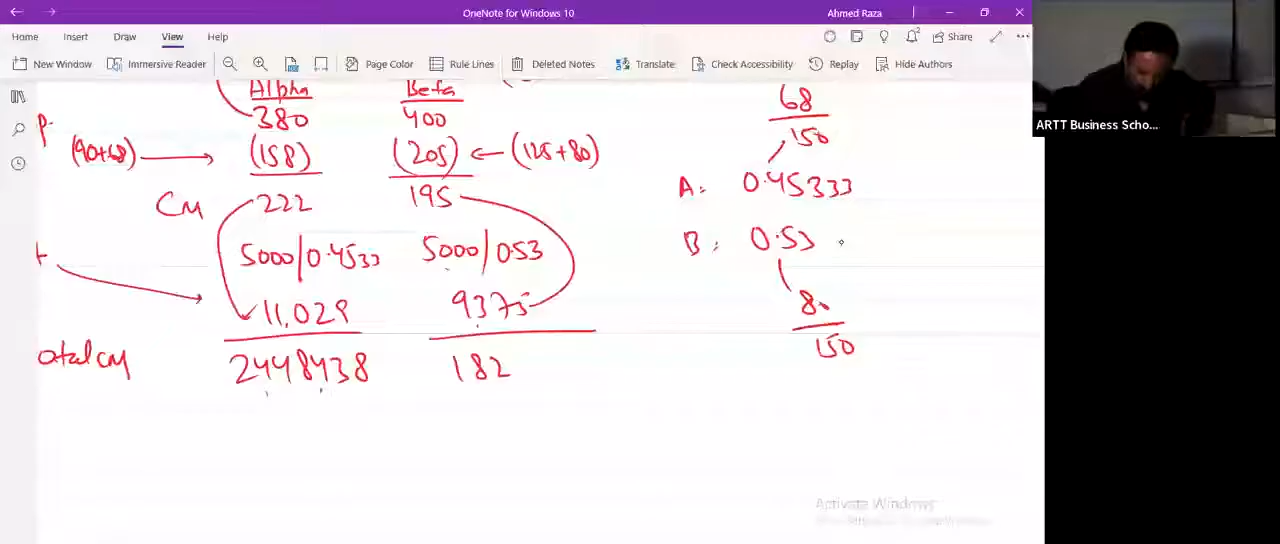 OneNote for Windows 10
Ahmed Raza
Home Insert Draw View Help
Share
New Window Immersive Reader Page Color Rule Lines Deleted Notes Translate Check Accessibility Replay Hide Authors
ARTT Business Scho...
Alpha Beta
380 400
(90+68) (158) (205) (125+80)
CM 222 195
5000/0.4533 5000/0.53
11,029 9375
otal CM 2448438 182
68
150
A: 0.45333
B: 0.53
80
150
Activate Windows